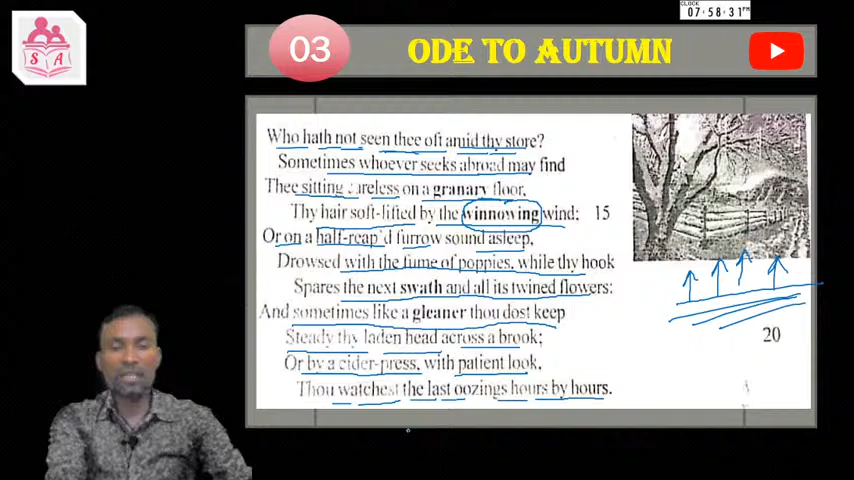 CLOCK
07-58-31PM
S A
03
ODE TO AUTUMN
Who hath not seen thee oft amid thy store?
Sometimes whoever seeks abroad may find
Thee sitting careless on a granary floor,
Thy hair soft-lifted by the winnowing wind; 15
Or on a half-reap'd furrow sound asleep,
Drowsed with the fume of poppies, while thy hook
Spares the next swath and all its twined flowers:
And sometimes like a gleaner thou dost keep
Steady thy laden head across a brook; 20
Or by a cider-press, with patient look,
Thou watchest the last oozings hours by hours.